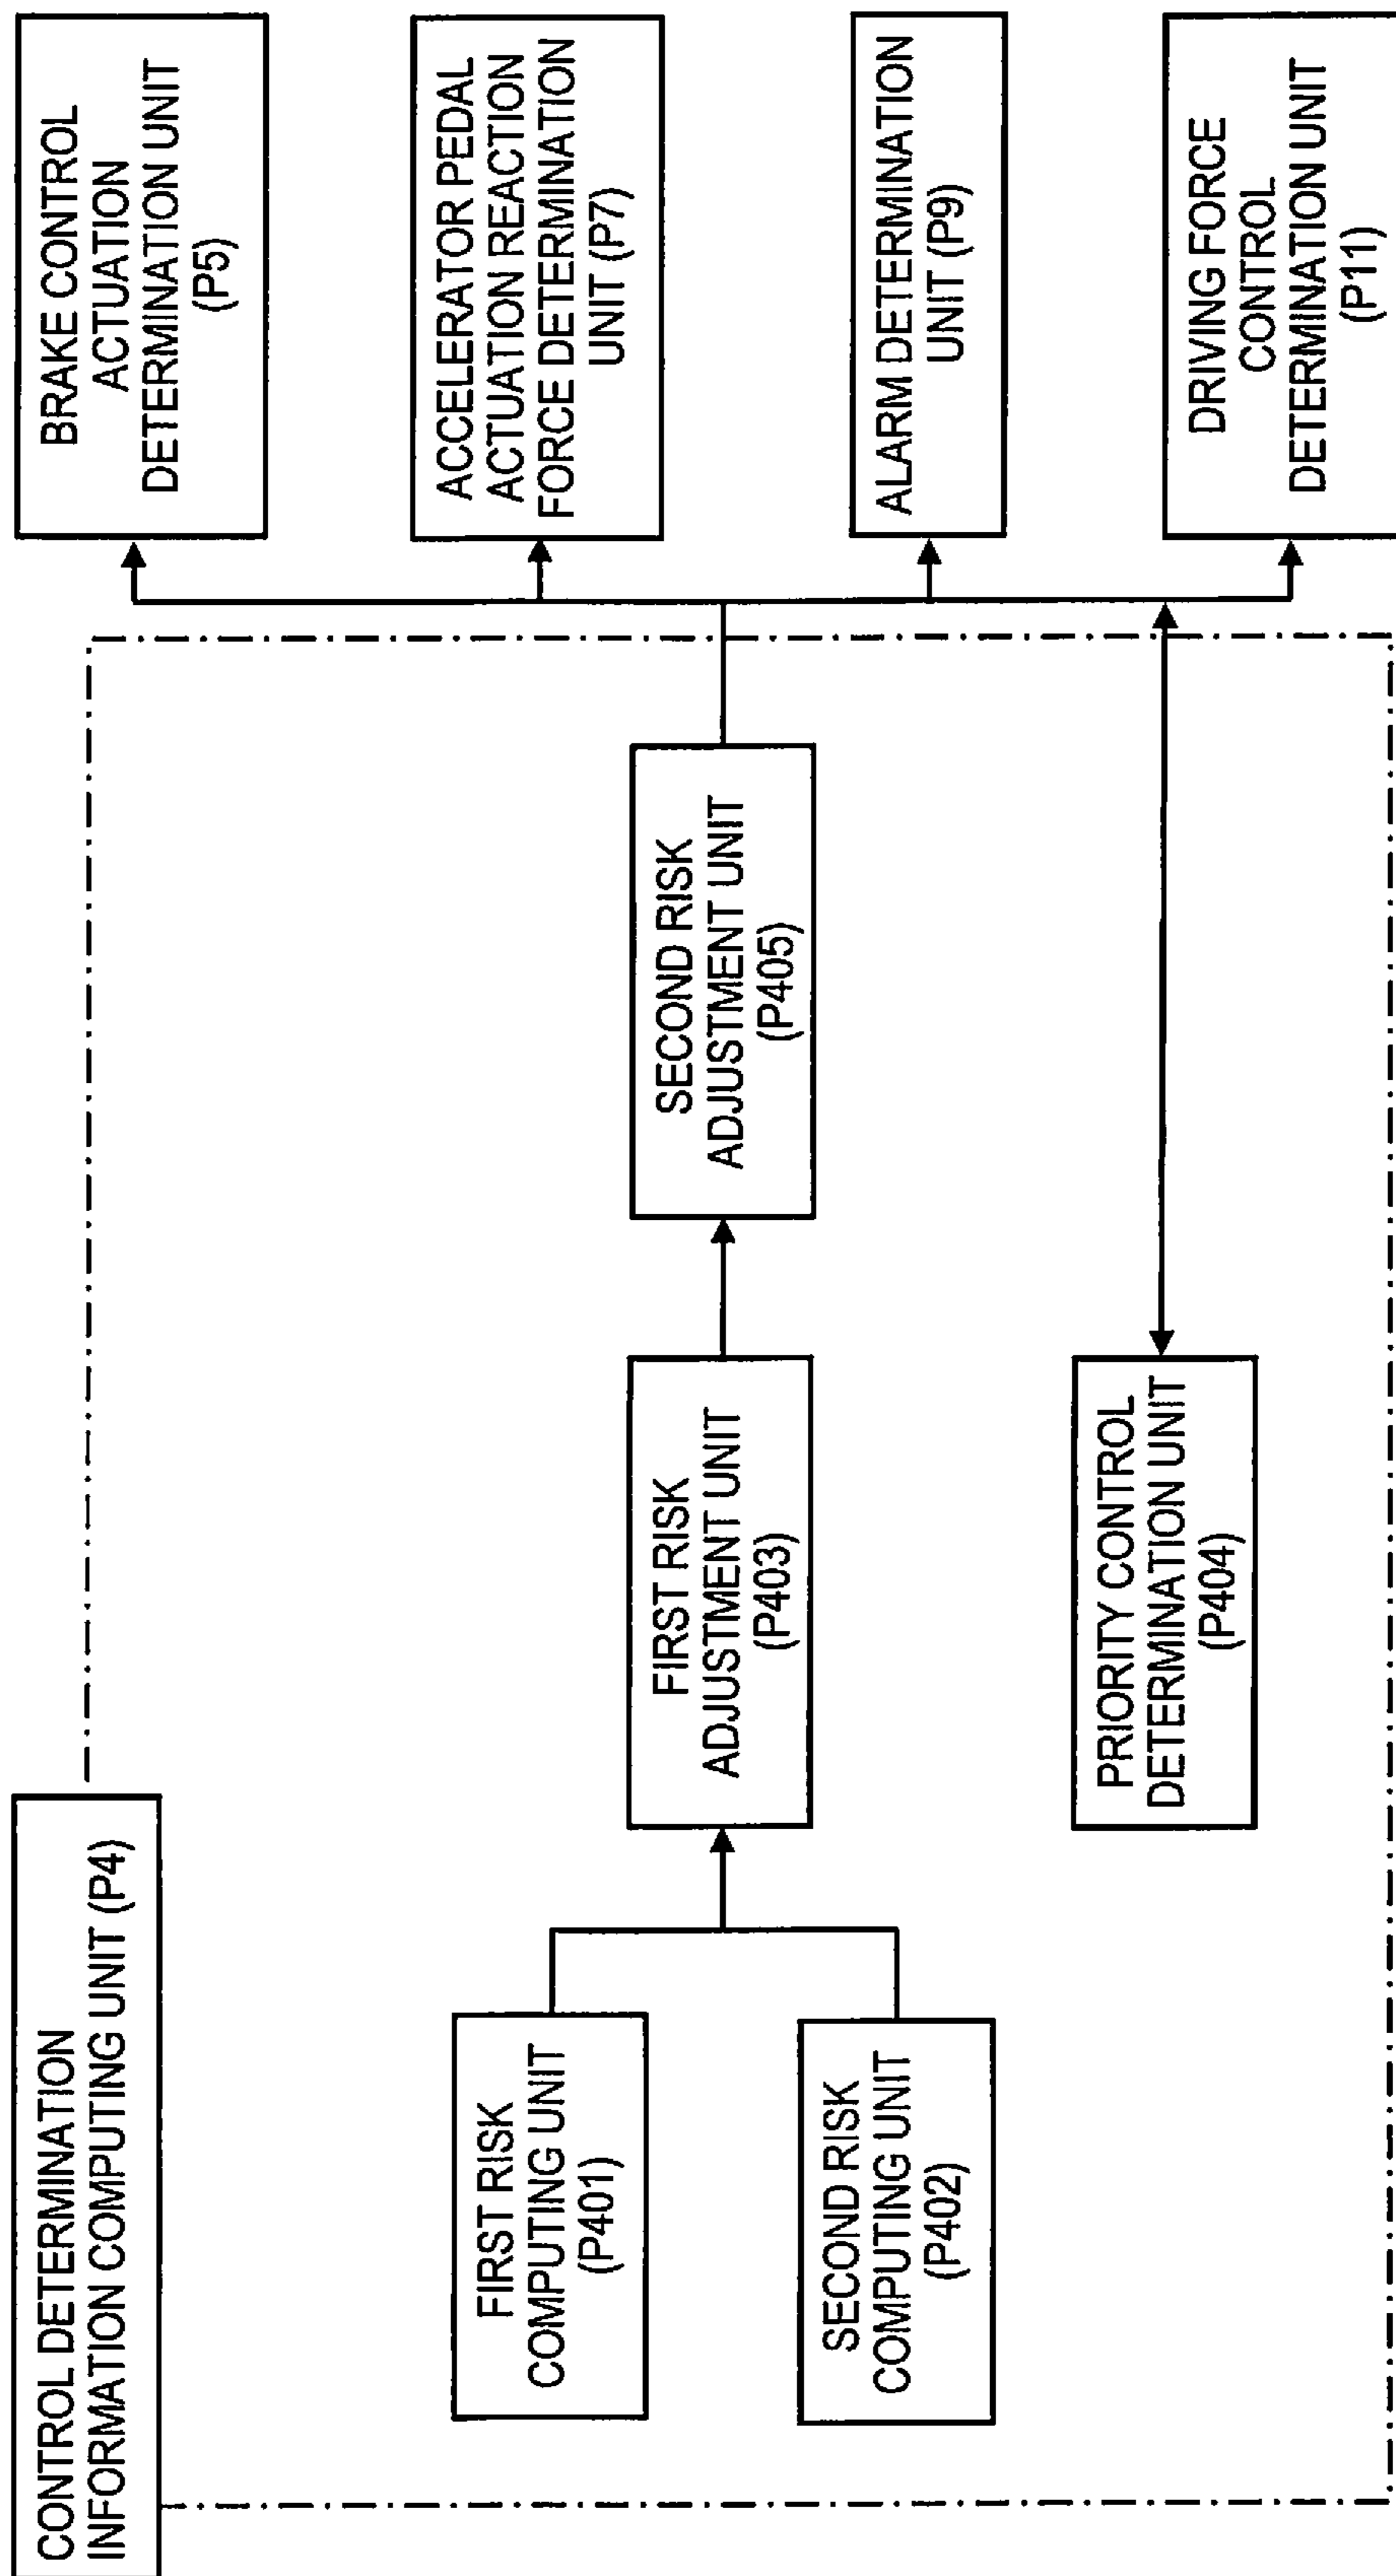 CONTROL DETERMINATION
INFORMATION COMPUTING UNIT (P4)
FIRST RISK
COMPUTING UNIT
(P401)
SECOND RISK
COMPUTING UNIT
(P402)
FIRST RISK
ADJUSTMENT UNIT
(P403)
PRIORITY CONTROL
DETERMINATION UNIT
(P404)
SECOND RISK
ADJUSTMENT UNIT
(P405)
BRAKE CONTROL
ACTUATION
DETERMINATION UNIT
(P5)
ACCELERATOR PEDAL
ACTUATION REACTION
FORCE DETERMINATION
UNIT (P7)
ALARM DETERMINATION
UNIT (P9)
DRIVING FORCE
CONTROL
DETERMINATION UNIT
(P11)